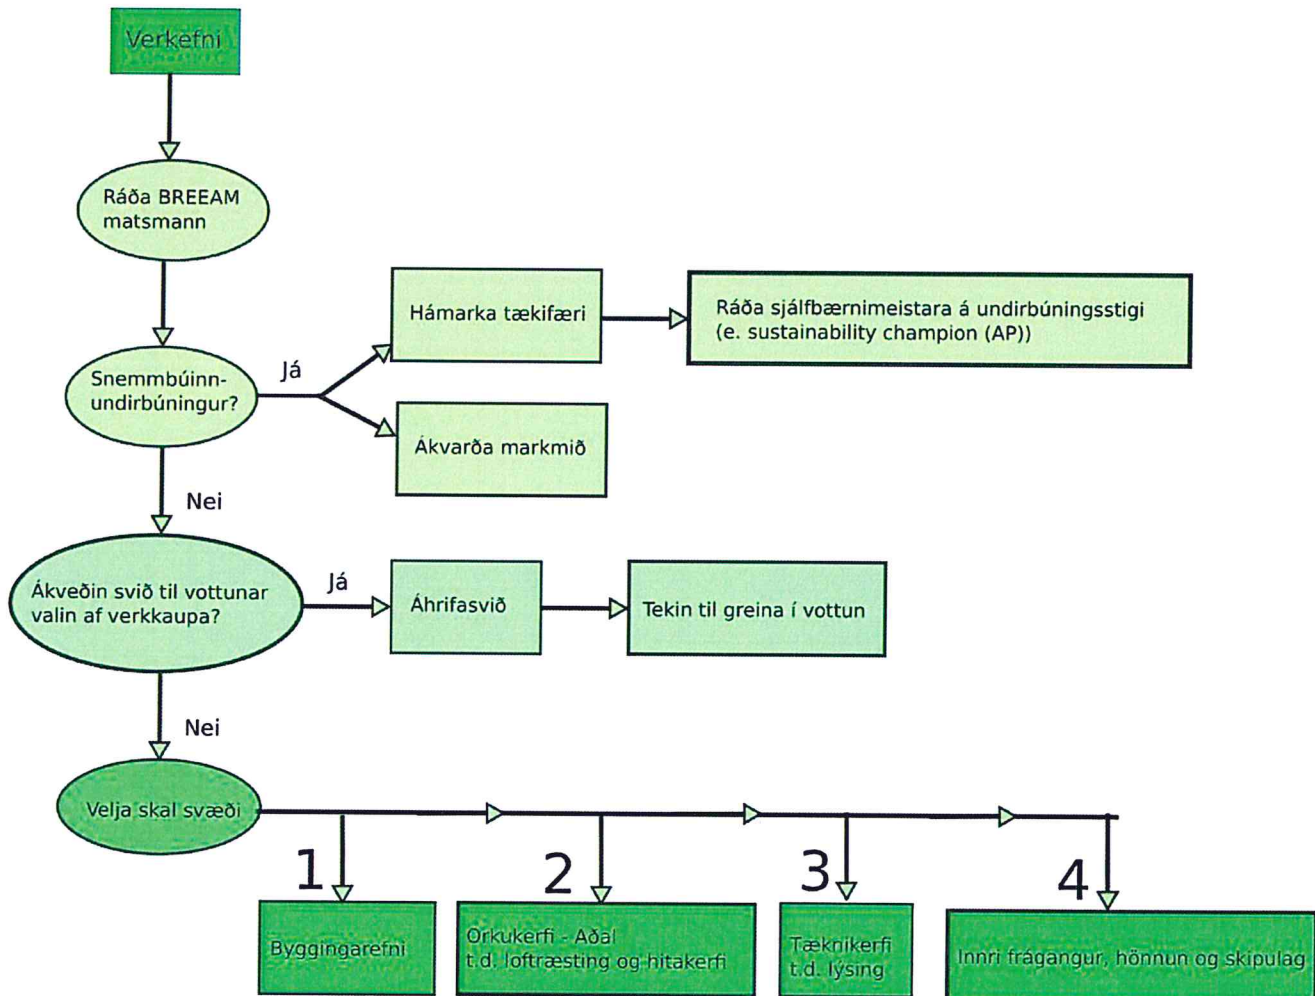 Verkefni
Ráða BREEAM
matsmann
Snemmbúinn-
undirbúningur?
Já
Hámarka tækifæri
Ráða sjálfbærnimeistara á undirbúningsstigi
(e. sustainability champion (AP))
Ákvarða markmið
Nei
Ákveðin svið til vottunar
valin af verkkaupa?
Já
Áhrifasvið
Tekin til greina í vottun
Nei
Velja skal svæði
1
Byggingarefni
2
Orkukerfi - Aðal
t.d. loftræsting og hitakerfi
3
Tæknikerfi
t.d. lýsing
4
Innri frágangur, hönnun og skipulag